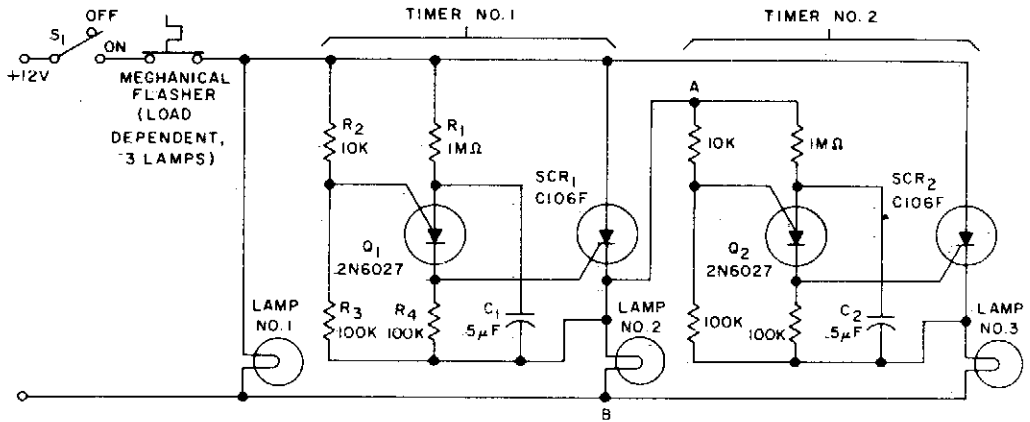 TIMER NO. 1
TIMER NO. 2
OFF
S1
ON
+12V
MEGHANICAL
FLASHER
(LOAD
DEPENDENT,
3 LAMPS)
R2
10K
R1
1MΩ
SCR1
C106F
A
10K
1MΩ
SCR2
C106F
Q1
2N6027
Q2
2N6027
LAMP
NO. 1
R3
100K
R4
100K
C1
.5µF
LAMP
NO. 2
100K
100K
C2
.5µF
LAMP
NO. 3
B